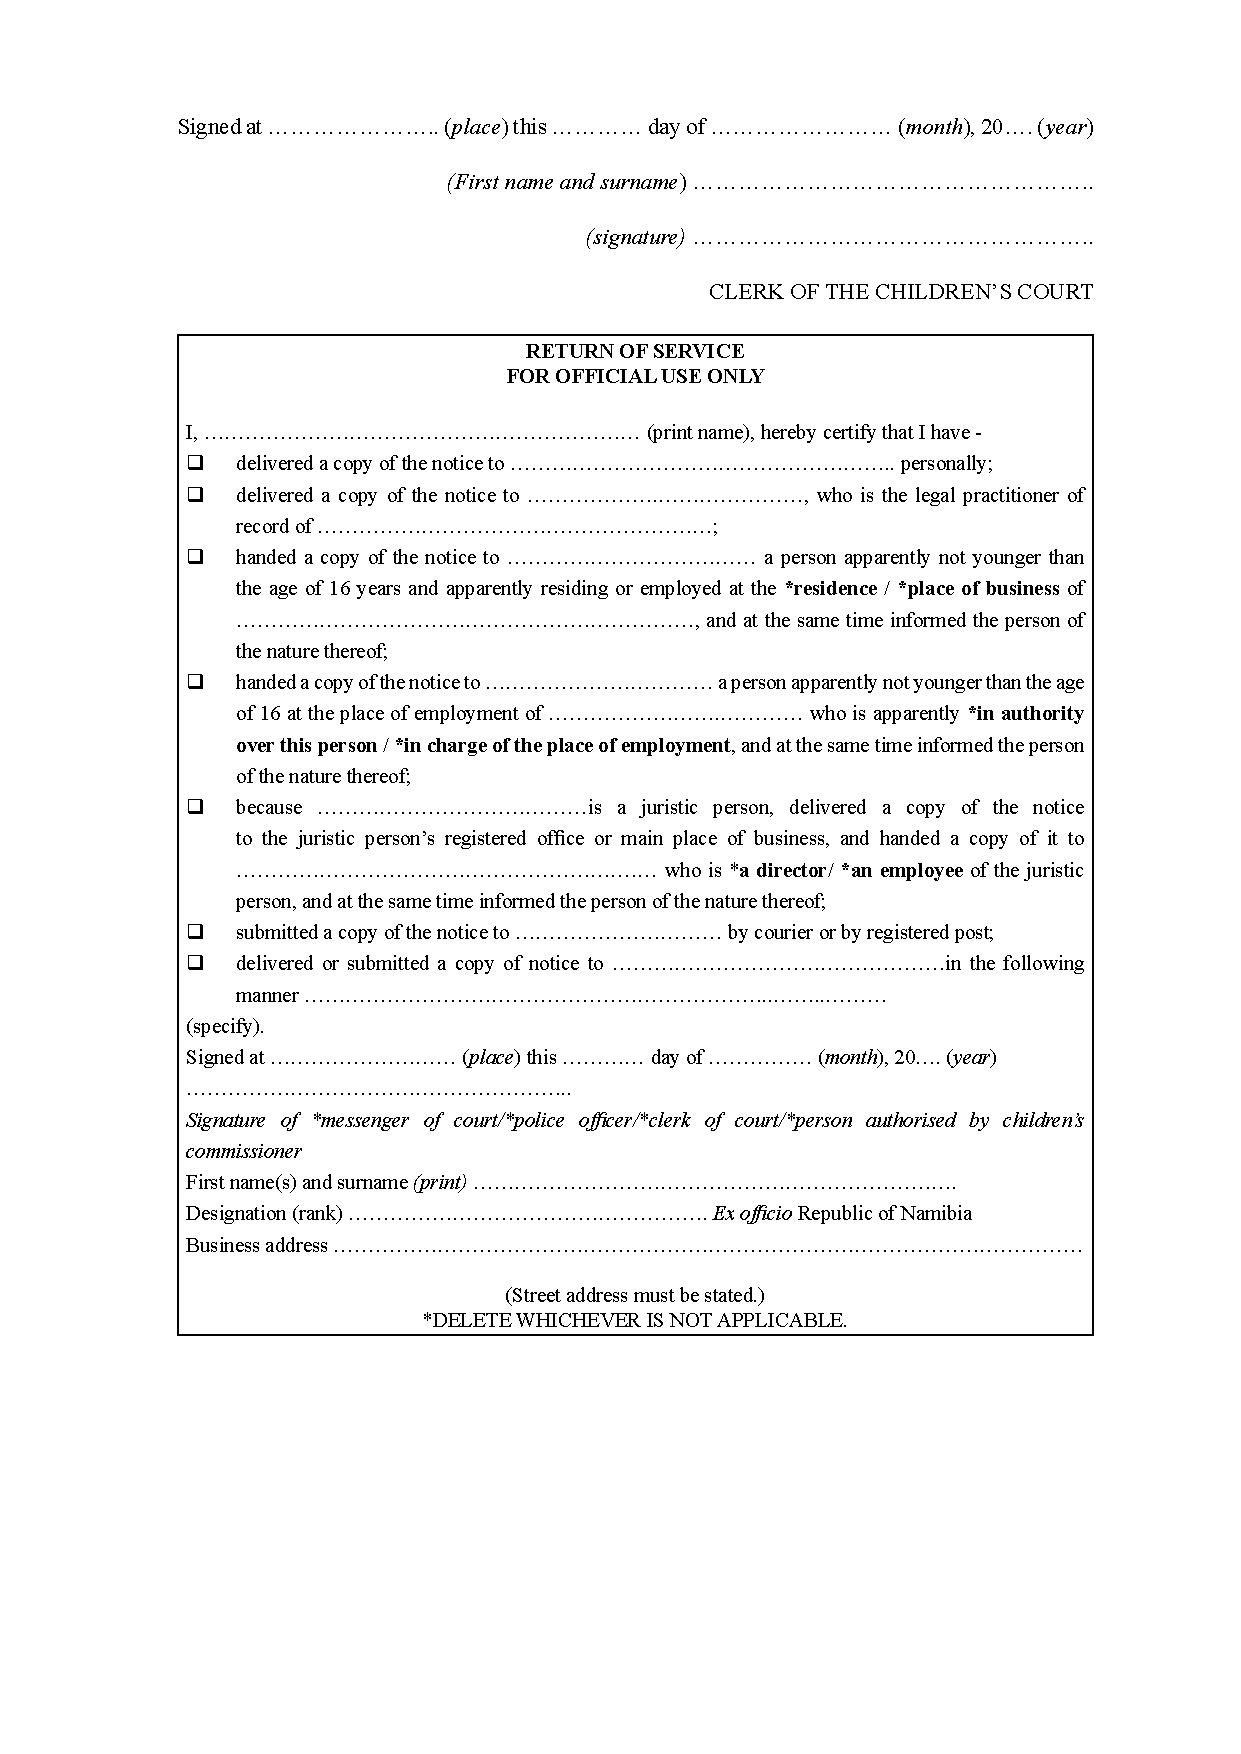 Signed at ………………….. (place) this ………… day of …………………… (month), 20…. (year)
(First name and surname) ……………………………………………..
(signature) ……………………………………………..
CLERK OF THE CHILDREN’S COURT
RETURN OF SERVICE
FOR OFFICIAL USE ONLY
I, ……………………………………………………… (print name), hereby certify that I have -
❑ delivered a copy of the notice to ……………………………………………….. personally;
❑ delivered a copy of the notice to …………………………………, who is the legal practitioner of
record of …………………………………………………;
❑ handed a copy of the notice to ……………………………… a person apparently not younger than
the age of 16 years and apparently residing or employed at the *residence / *place of business of
…………………………………………………………, and at the same time informed the person of
the nature thereof;
❑ handed a copy of the notice to …………………………… a person apparently not younger than the age
of 16 at the place of employment of ……………………………… who is apparently *in authority
over this person / *in charge of the place of employment, and at the same time informed the person
of the nature thereof;
❑ because …………………………………is a juristic person, delivered a copy of the notice
to the juristic person’s registered office or main place of business, and handed a copy of it to
…………………………………………………… who is *a director/ *an employee of the juristic
person, and at the same time informed the person of the nature thereof;
❑ submitted a copy of the notice to ………………………… by courier or by registered post;
❑ delivered or submitted a copy of notice to …………………………………………in the following
manner …………………………………………………………..……..………
(specify).
Signed at ……………………… (place) this ………… day of …………… (month), 20…. (year)
………………………………………………..
Signature of *messenger of court/*police officer/*clerk of court/*person authorised by children’s
commissioner
First name(s) and surname (print) …………………………………………………………….
Designation (rank) ……………………………………………. Ex officio Republic of Namibia
Business address ………………………………………………………………………………………………
(Street address must be stated.)
*DELETE WHICHEVER IS NOT APPLICABLE.